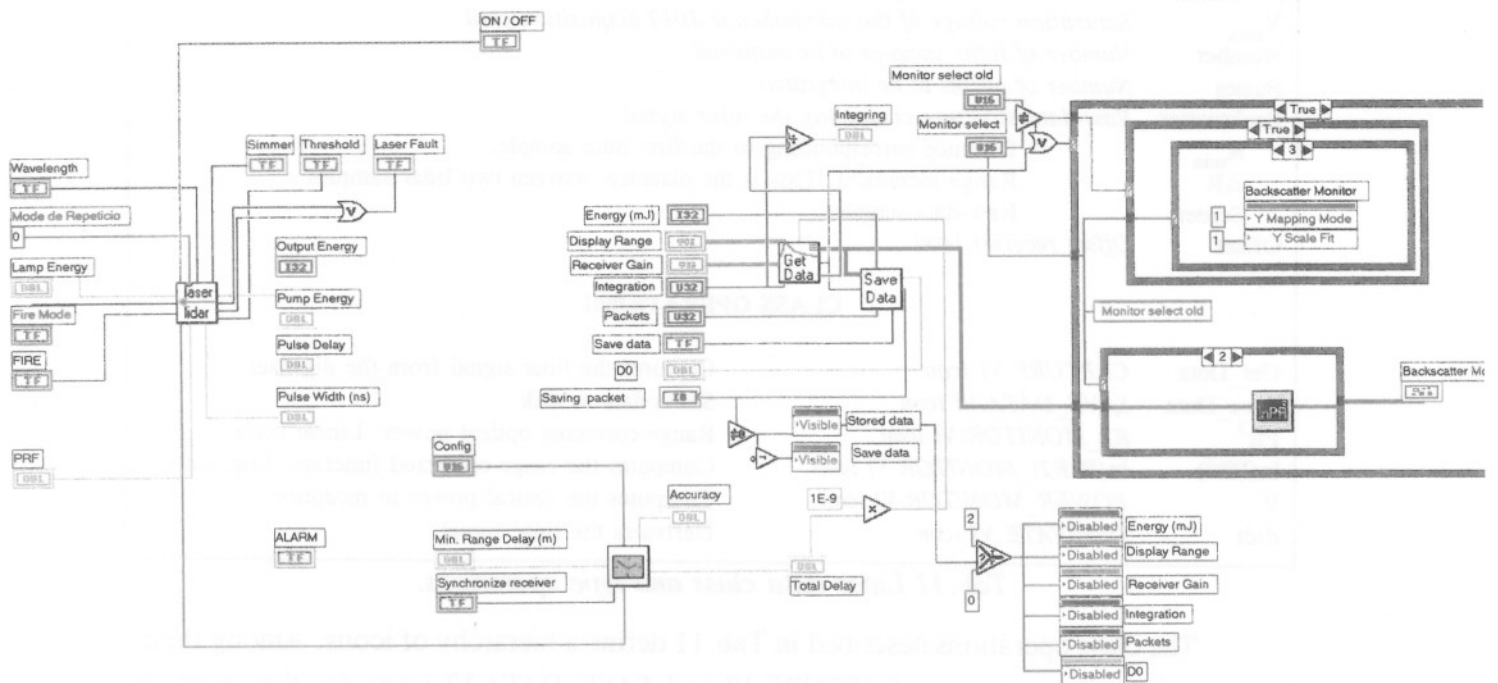 ON / OFF
TF
Monitor select old
U16
Integring
DBL
Monitor select
U16
True
True
3
Simmer
Threshold
Laser Fault
TF
TF
TF
V
V
Wavelength
TF
Backscatter Monitor
1
Y Mapping Mode
1
Y Scale Fit
Mode de Repeticio
0
Energy (mJ)
I32
Display Range
U32
Receiver Gain
Integration
U32
Get
Data
Save
Data
Output Energy
I32
Lamp Energy
DBL
laser
lidar
Pump Energy
DBL
Packets
U32
Monitor select old
Fire Mode
TF
Save data
TF
Pulse Delay
DBL
FIRE
TF
D0
DBL
2
Backscatter Mo
Pulse Width (ns)
DBL
Saving packet
I8
Visible
Stored data
Config
U16
Visible
Save data
PRF
DBL
Accuracy
DBL
1E-9
x
2
Disabled
Energy (mJ)
ALARM
TF
Min. Range Delay (m)
DBL
Disabled
Display Range
Synchronize receiver
TF
DBL
Total Delay
Disabled
Receiver Gain
0
Disabled
Integration
Disabled
Packets
Disabled
D0